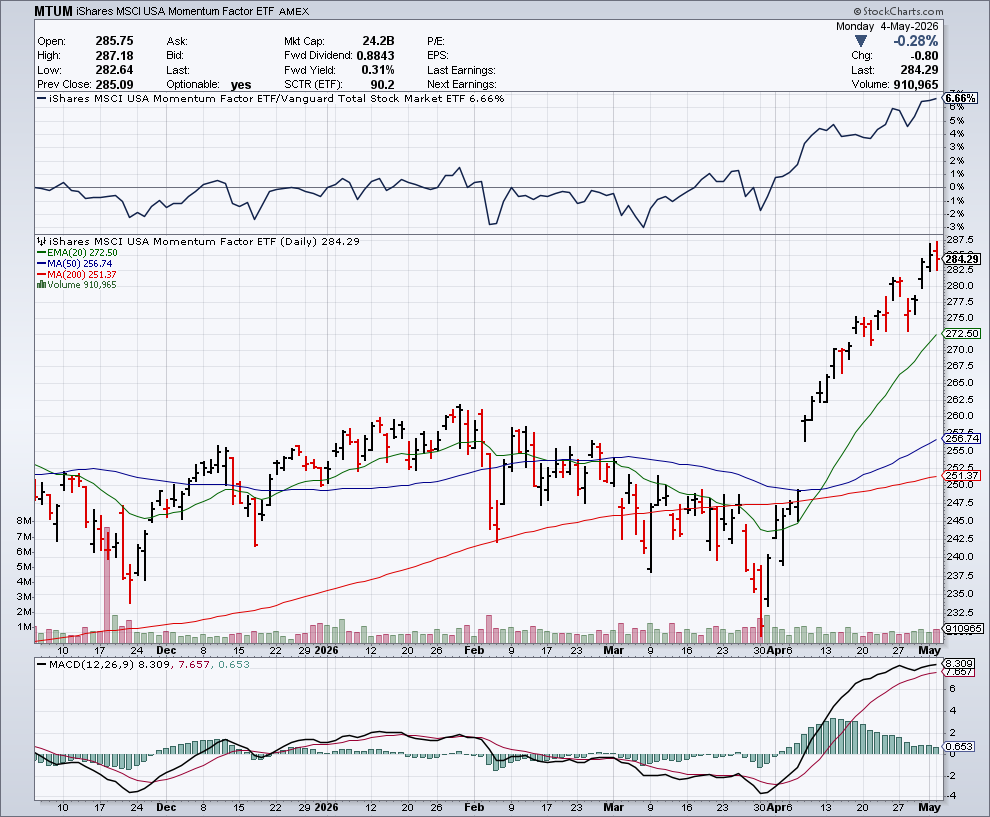 MTUM iShares MSCI USA Momentum Factor ETF AMEX
© StockCharts.com
Monday 4-May-2026
Open: 285.75 Ask: Mkt Cap: 24.2B P/E: -0.28%
High: 287.18 Bid: Fwd Dividend: 0.8843 EPS: Chg: -0.80
Low: 282.64 Last: Fwd Yield: 0.31% Last Earnings: Last: 284.29
Prev Close: 285.09 Optionable: yes SCTR (ETF): 90.2 Next Earnings: Volume: 910,965
iShares MSCI USA Momentum Factor ETF/Vanguard Total Stock Market ETF 6.66%
6.66%
6%
5%
4%
3%
2%
1%
0%
-1%
-2%
-3%
iShares MSCI USA Momentum Factor ETF (Daily) 284.29
EMA(20) 272.50
MA(50) 256.74
MA(200) 251.37
Volume 910,965
287.5
284.29
282.5
280.0
277.5
275.0
272.50
270.0
267.5
265.0
262.5
260.0
257.5
256.74
255.0
252.5
251.37
250.0
247.5
245.0
242.5
240.0
237.5
235.0
232.5
910965
8M
7M
6M
5M
4M
3M
2M
1M
10 17 24 Dec 8 15 22 29 2026 12 20 26 Feb 9 17 23 Mar 9 16 23 30 Apr 6 13 20 27 May
MACD(12,26,9) 8.309, 7.657, 0.653
8.309
7.657
6
4
2
0.653
0
-2
-4
10 17 24 Dec 8 15 22 29 2026 12 20 26 Feb 9 17 23 Mar 9 16 23 30 Apr 6 13 20 27 May